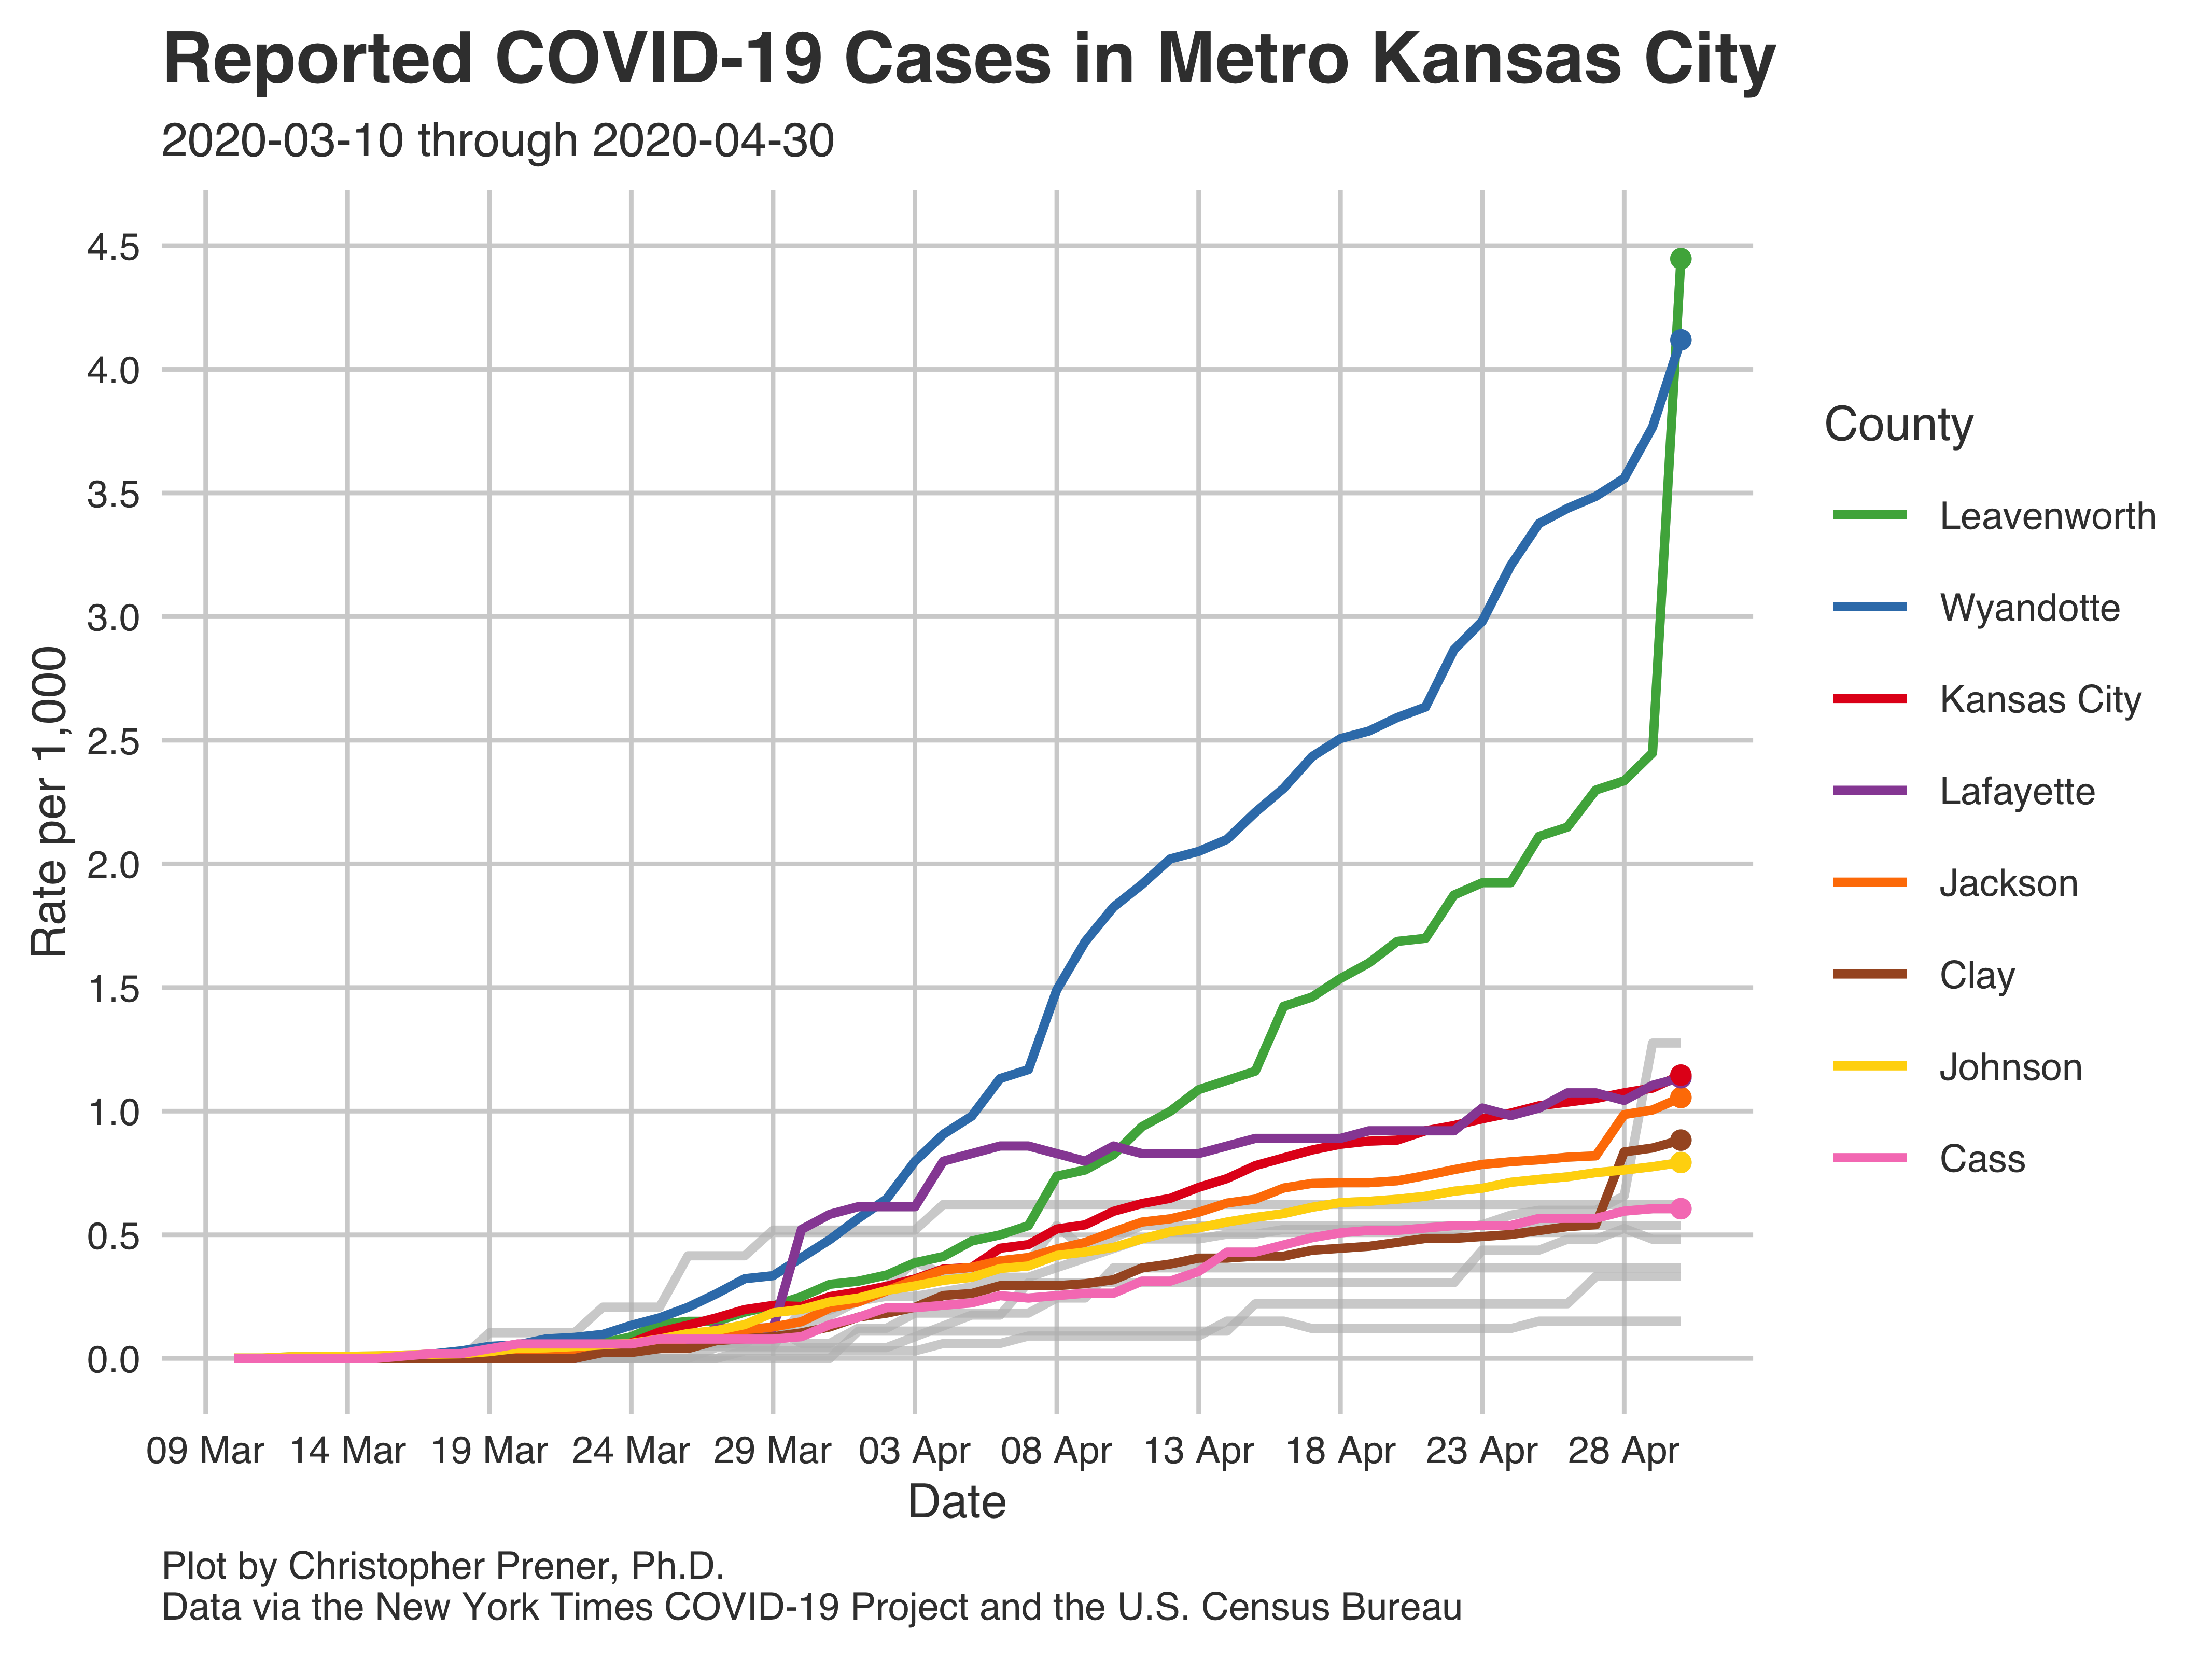 Reported COVID-19 Cases in Metro Kansas City
2020-03-10 through 2020-04-30
Rate per 1,000
4.5
4.0
3.5
3.0
2.5
2.0
1.5
1.0
0.5
0.0
09 Mar 14 Mar 19 Mar 24 Mar 29 Mar 03 Apr 08 Apr 13 Apr 18 Apr 23 Apr 28 Apr
Date
County
Leavenworth
Wyandotte
Kansas City
Lafayette
Jackson
Clay
Johnson
Cass
Plot by Christopher Prener, Ph.D.
Data via the New York Times COVID-19 Project and the U.S. Census Bureau